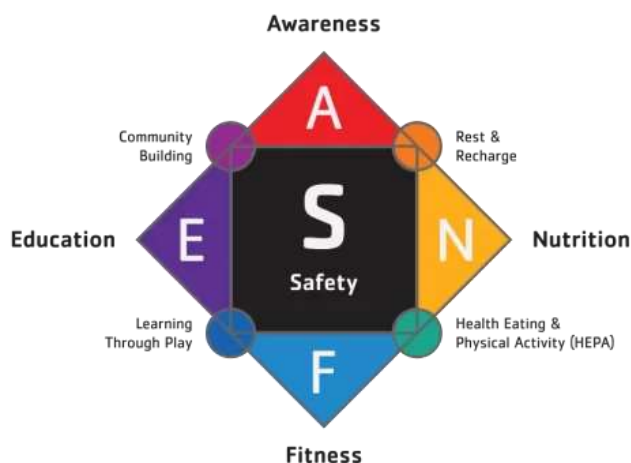 Awareness
A
Community
Building
Rest &
Recharge
S
Safety
Education
E
N
Nutrition
Learning
Through Play
Health Eating &
Physical Activity (HEPA)
F
Fitness